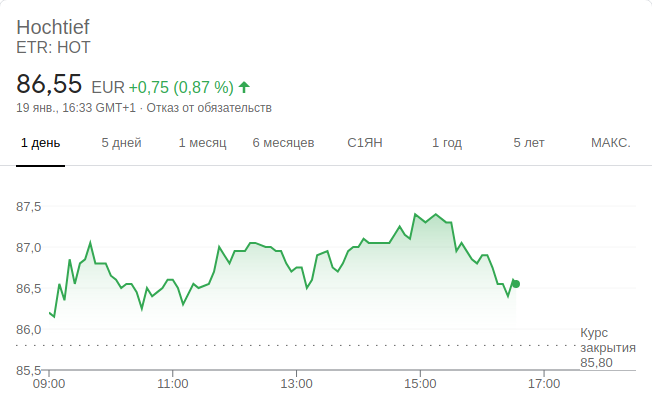 Hochtief
ETR: HOT
86,55 EUR +0,75 (0,87 %)
19 янв., 16:33 GMT+1 · Отказ от обязательств
1 день 5 дней 1 месяц 6 месяцев С1ЯН 1 год 5 лет МАКС.
87,5
87,0
86,5
86,0
Курс
закрытия
85,80
85,5
09:00 11:00 13:00 15:00 17:00